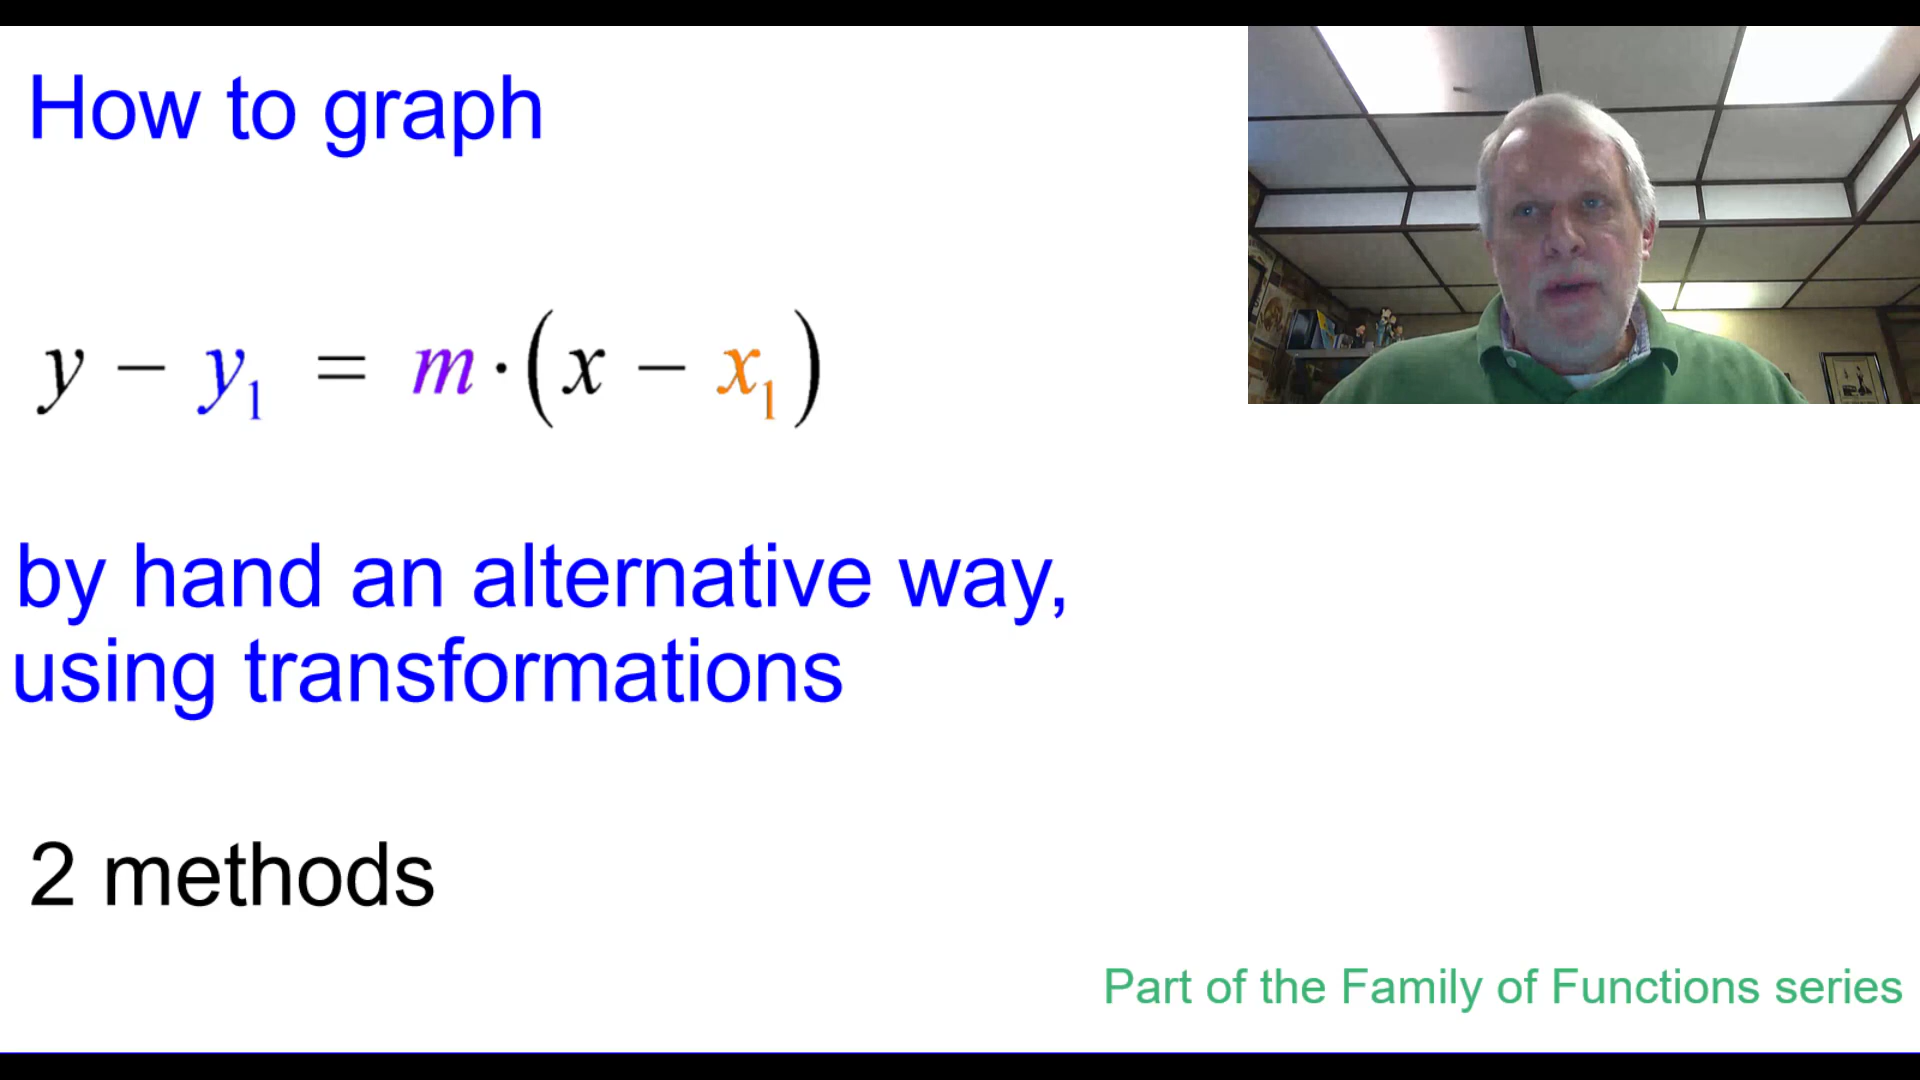 How to graph
y − y₁ = m·(x − x₁)
by hand an alternative way,
using transformations
2 methods
Part of the Family of Functions series